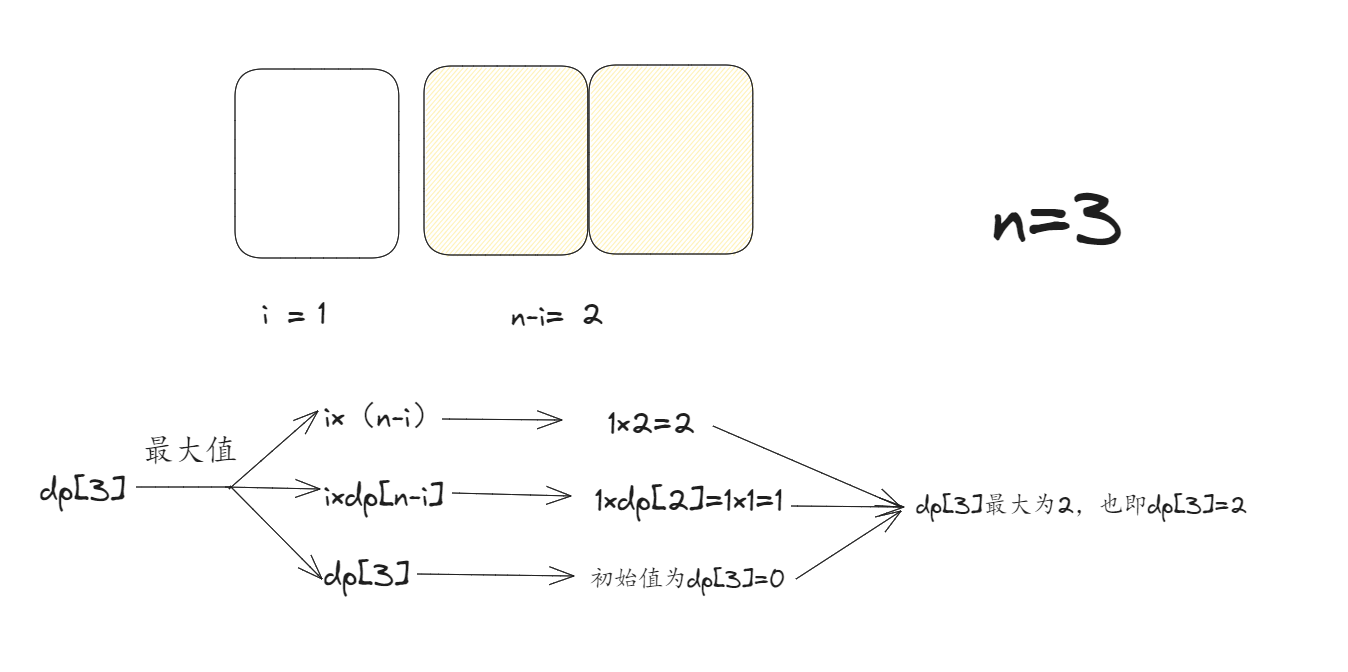 n=3
i = 1
n-i= 2
ix（n-i）
1x2=2
最大值
dp[3]
ixdp[n-i]
1xdp[2]=1x1=1
dp[3]最大为2，也即dp[3]=2
dp[3]
初始值为dp[3]=0